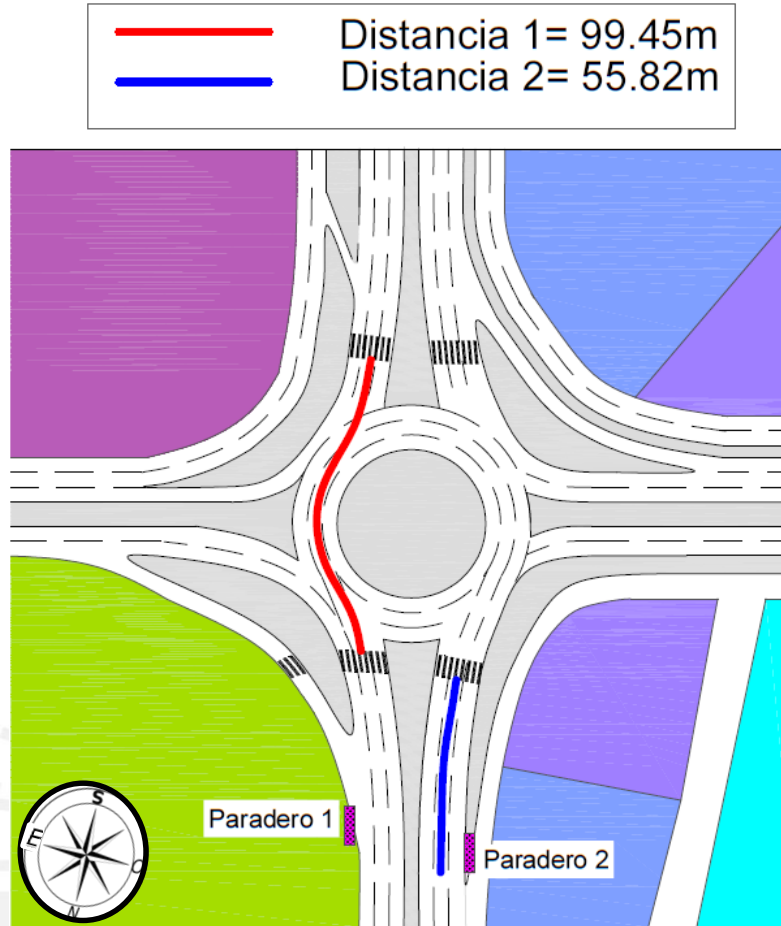 Distancia 1= 99.45m
Distancia 2= 55.82m
Paradero 1
Paradero 2
S
E
O
N